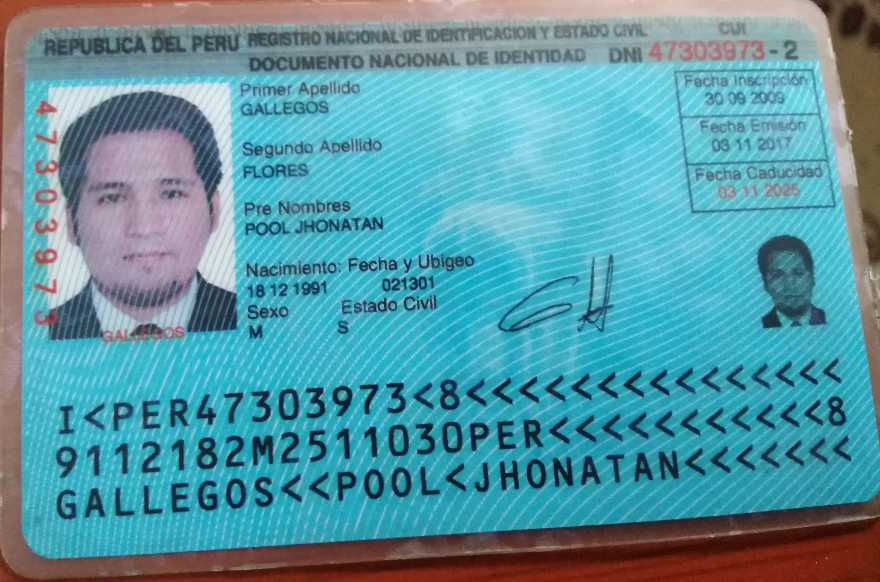 REPUBLICA DEL PERU REGISTRO NACIONAL DE IDENTIFICACION Y ESTADO CIVIL CUI
DOCUMENTO NACIONAL DE IDENTIDAD DNI 47303973 - 2
Primer Apellido
GALLEGOS
Segundo Apellido
FLORES
Pre Nombres
POOL JHONATAN
Nacimiento: Fecha y Ubigeo
18 12 1991 021301
Sexo Estado Civil
M S
Fecha Inscripción
30 09 2009
Fecha Emisión
03 11 2017
Fecha Caducidad
03 11 2025
47303973
GALLEGOS
I<PER47303973<8<<<<<<<<<<<<<<<
9112182M2511030PER<<<<<<<<<<<8
GALLEGOS<<POOL<JHONATAN<<<<<<<